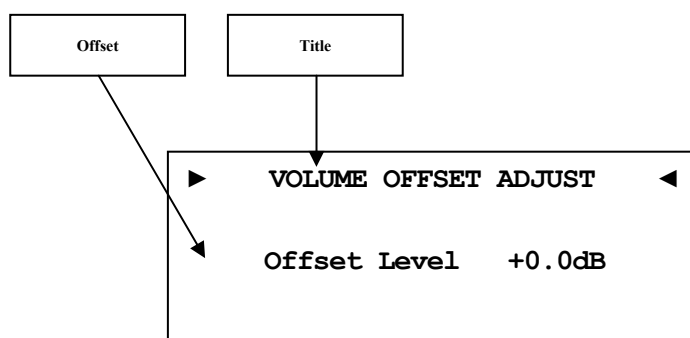 Offset
Title
► VOLUME OFFSET ADJUST ◄
Offset Level +0.0dB